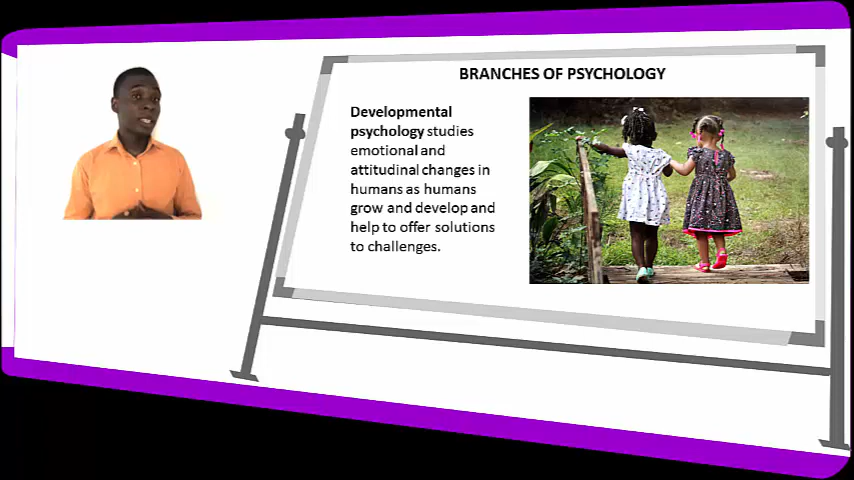 BRANCHES OF PSYCHOLOGY
Developmental
psychology studies
emotional and
attitudinal changes in
humans as humans
grow and develop and
help to offer solutions
to challenges.